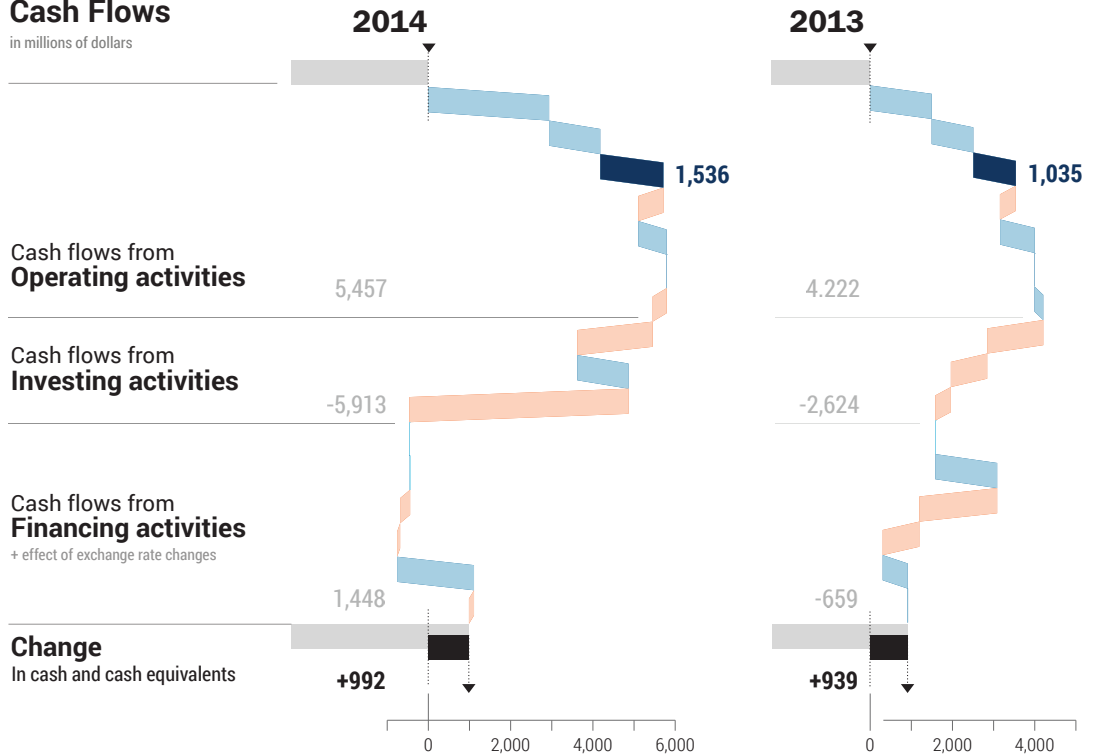 Cash Flows
in millions of dollars
2014
2013
1,536
1,035
Cash flows from
Operating activities
5,457
4.222
Cash flows from
Investing activities
-5,913
-2,624
Cash flows from
Financing activities
+ effect of exchange rate changes
1,448
-659
Change
In cash and cash equivalents
+992
+939
0 2,000 4,000 6,000
0 2,000 4,000